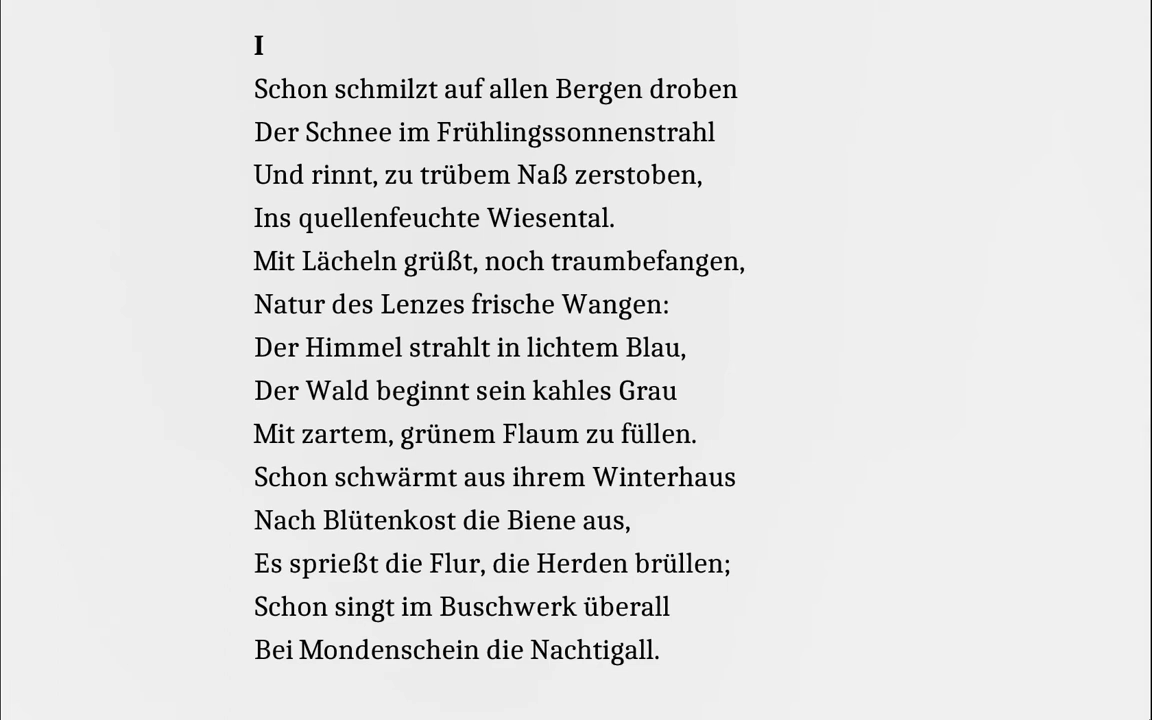 I
Schon schmilzt auf allen Bergen droben
Der Schnee im Frühlingssonnenstrahl
Und rinnt, zu trübem Naß zerstoben,
Ins quellenfeuchte Wiesental.
Mit Lächeln grüßt, noch traumbefangen,
Natur des Lenzes frische Wangen:
Der Himmel strahlt in lichtem Blau,
Der Wald beginnt sein kahles Grau
Mit zartem, grünem Flaum zu füllen.
Schon schwärmt aus ihrem Winterhaus
Nach Blütenkost die Biene aus,
Es sprießt die Flur, die Herden brüllen;
Schon singt im Buschwerk überall
Bei Mondenschein die Nachtigall.